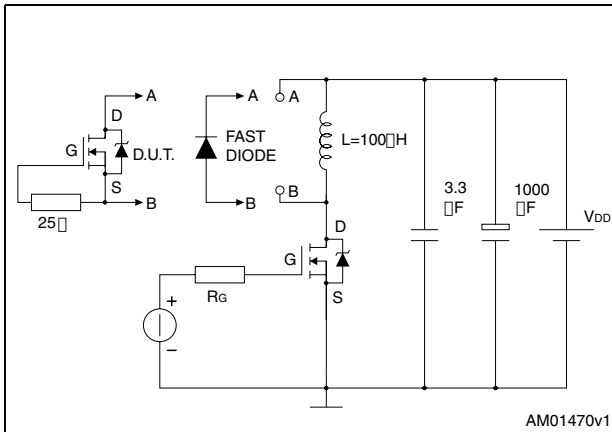 A
A
A
D
FAST
DIODE
L=100▯H
G
D.U.T.
S
B
B
B
25▯
3.3
▯F
1000
▯F
VDD
D
G
S
RG
+
−
AM01470v1